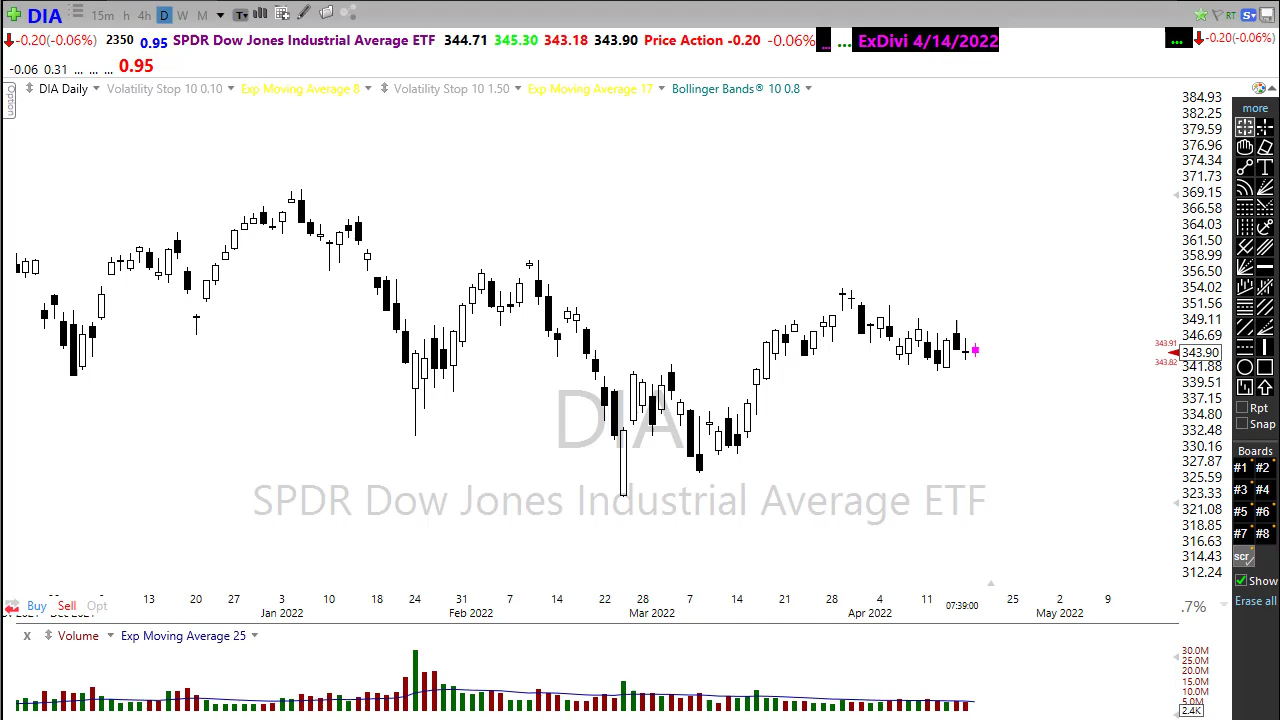 DIA 15m h 4h D W M T RT S
-0.20(-0.06%) 2350 0.95 SPDR Dow Jones Industrial Average ETF 344.71 345.30 343.18 343.90 Price Action -0.20 -0.06% ... ... ExDivi 4/14/2022 ... -0.20(-0.06%)
-0.06 0.31 ... ... ... 0.95
Option DIA Daily Volatility Stop 10 0.10 Exp Moving Average 8 Volatility Stop 10 1.50 Exp Moving Average 17 Bollinger Bands® 10 0.8
384.93
more
382.25
379.59
376.96
374.34
371.73
369.15
366.58
364.03
361.50
358.99
356.50
354.02
351.56
349.11
346.69
343.91
343.90
343.82
341.88
339.51
337.15
Rpt
334.80
Snap
332.48
330.16
Boards
327.87
#1 #2
325.59
323.33
#3 #4
321.08
#5 #6
318.85
#7 #8
316.63
314.43
scr
312.24
Show
DIA
SPDR Dow Jones Industrial Average ETF
13 20 27 10 18 24 7 14 22 7 14 21 28 4 11 25 2 9
Erase all
Buy Sell Opt
07:39:00
.7%
Jan 2022 Feb 2022 Mar 2022 Apr 2022 May 2022
x Volume Exp Moving Average 25
30.0M
25.0M
20.0M
15.0M
10.0M
5.0M
2.4K